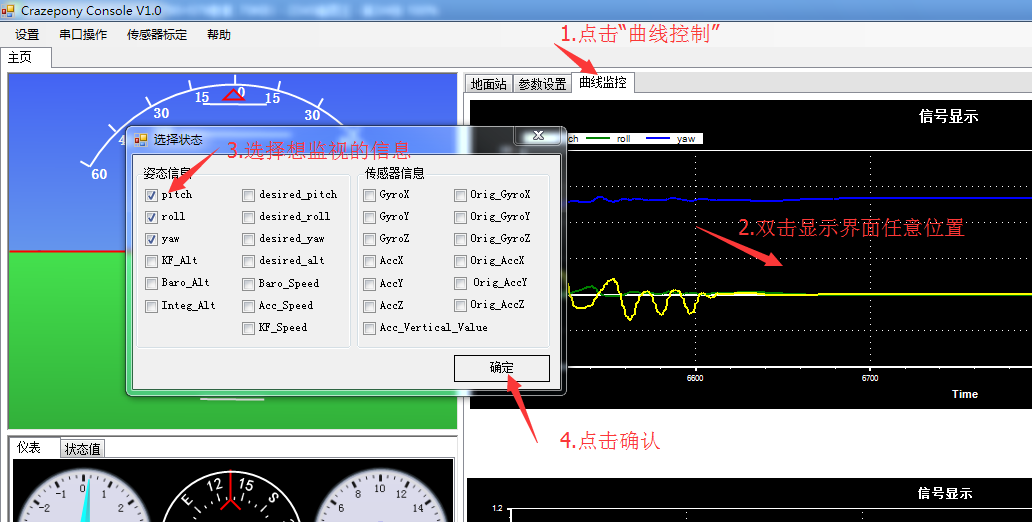 Crazepony Console V1.0
设置 串口操作 传感器标定 帮助
1.点击“曲线控制”
主页
地面站 参数设置 曲线监控
15 0 15
30 30
60
信号显示
roll yaw
选择状态
3.选择想监视的信息
姿态信息 传感器信息
pitch desired_pitch GyroX Orig_GyroX
roll desired_roll GyroY Orig_GyroY
yaw desired_yaw GyroZ Orig_GyroZ
KF_Alt desired_alt AccX Orig_AccX
Baro_Alt Baro_Speed AccY Orig_AccY
Integ_Alt Acc_Speed AccZ Orig_AccZ
KF_Speed Acc_Vertical_Value
确定
2.双击显示界面任意位置
6600 6700
Time
4.点击确认
仪表 状态值
-2 -1 0 1 2
E 12 15 S
6 8 10 12 14
信号显示
1.2